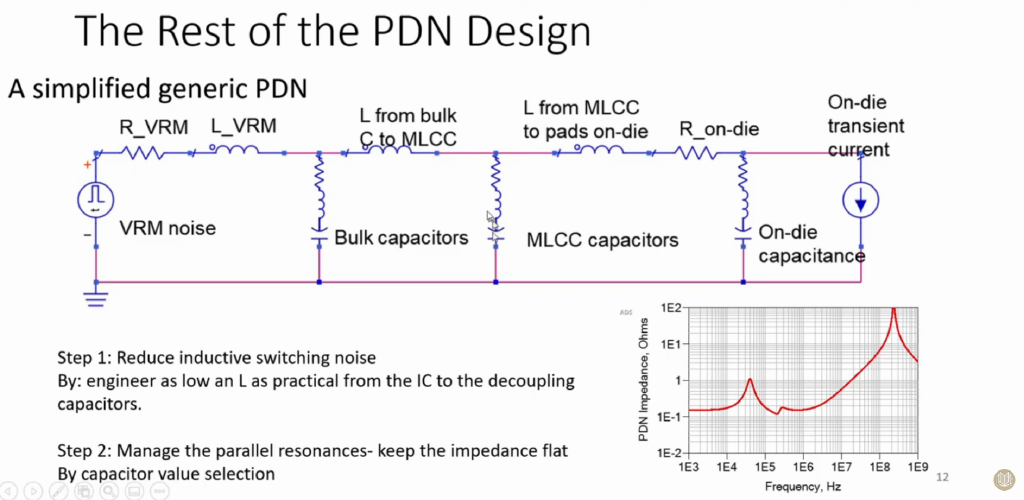 The Rest of the PDN Design
A simplified generic PDN
R_VRM
L_VRM
L from bulk
C to MLCC
L from MLCC
to pads on-die
R_on-die
On-die
transient
current
+
VRM noise
−
Bulk capacitors
MLCC capacitors
On-die
capacitance
Step 1: Reduce inductive switching noise
By: engineer as low an L as practical from the IC to the decoupling
capacitors.
Step 2: Manage the parallel resonances- keep the impedance flat
By capacitor value selection
ADS
PDN Impedance, Ohms
1E2
1E1
1
1E-1
1E-2
1E3 1E4 1E5 1E6 1E7 1E8 1E9
Frequency, Hz
12